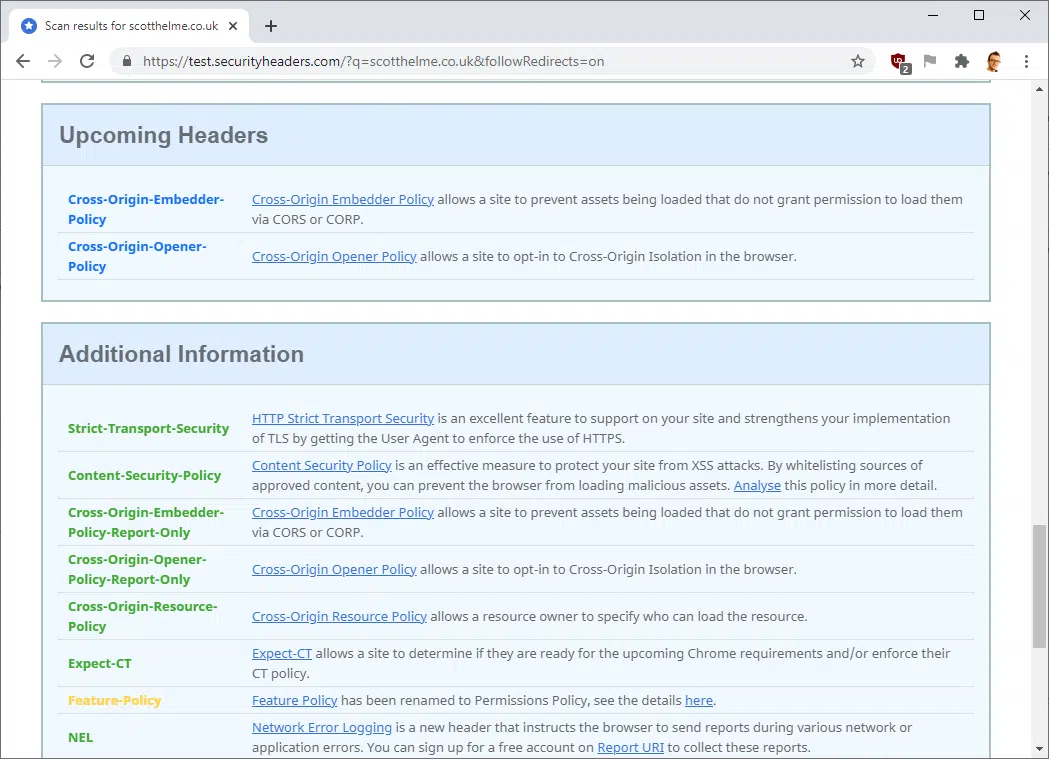 Scan results for scotthelme.co.uk
https://test.securityheaders.com/?q=scotthelme.co.uk&followRedirects=on
2
Upcoming Headers
Cross-Origin-Embedder-
Policy
Cross-Origin Embedder Policy allows a site to prevent assets being loaded that do not grant permission to load them
via CORS or CORP.
Cross-Origin-Opener-
Policy
Cross-Origin Opener Policy allows a site to opt-in to Cross-Origin Isolation in the browser.
Additional Information
Strict-Transport-Security
HTTP Strict Transport Security is an excellent feature to support on your site and strengthens your implementation
of TLS by getting the User Agent to enforce the use of HTTPS.
Content-Security-Policy
Content Security Policy is an effective measure to protect your site from XSS attacks. By whitelisting sources of
approved content, you can prevent the browser from loading malicious assets. Analyse this policy in more detail.
Cross-Origin-Embedder-
Policy-Report-Only
Cross-Origin Embedder Policy allows a site to prevent assets being loaded that do not grant permission to load them
via CORS or CORP.
Cross-Origin-Opener-
Policy-Report-Only
Cross-Origin Opener Policy allows a site to opt-in to Cross-Origin Isolation in the browser.
Cross-Origin-Resource-
Policy
Cross-Origin Resource Policy allows a resource owner to specify who can load the resource.
Expect-CT
Expect-CT allows a site to determine if they are ready for the upcoming Chrome requirements and/or enforce their
CT policy.
Feature-Policy
Feature Policy has been renamed to Permissions Policy, see the details here.
NEL
Network Error Logging is a new header that instructs the browser to send reports during various network or
application errors. You can sign up for a free account on Report URI to collect these reports.